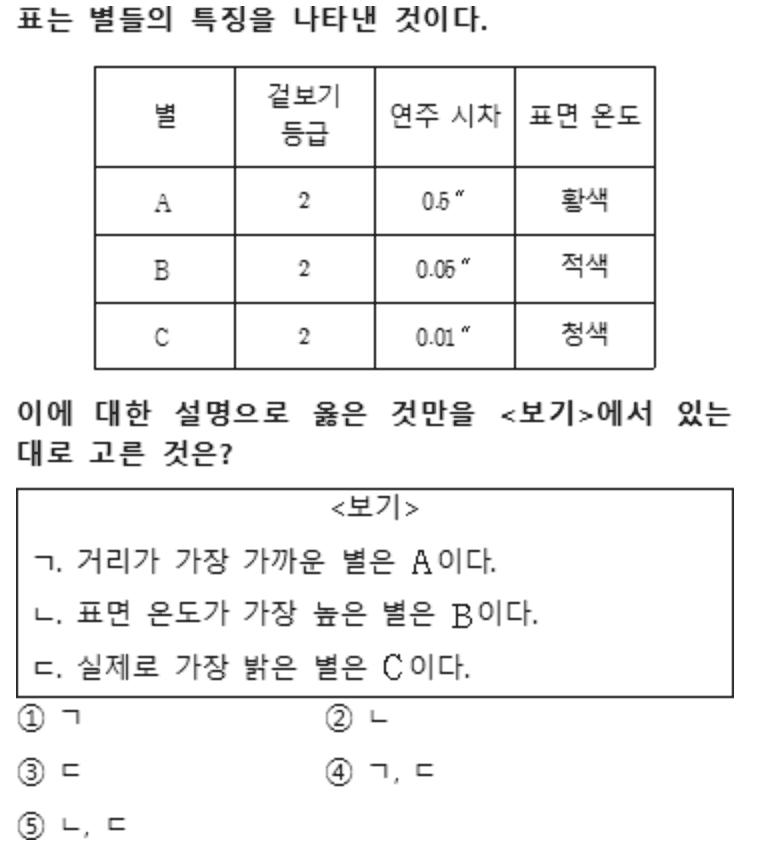 표는 별들의 특징을 나타낸 것이다.
별 겉보기 등급 연주 시차 표면 온도
A 2 0.5″ 황색
B 2 0.05″ 적색
C 2 0.01″ 청색
이에 대한 설명으로 옳은 것만을 <보기>에서 있는
대로 고른 것은?
<보기>
ㄱ. 거리가 가장 가까운 별은 A이다.
ㄴ. 표면 온도가 가장 높은 별은 B이다.
ㄷ. 실제로 가장 밝은 별은 C이다.
① ㄱ ② ㄴ
③ ㄷ ④ ㄱ, ㄷ
⑤ ㄴ, ㄷ